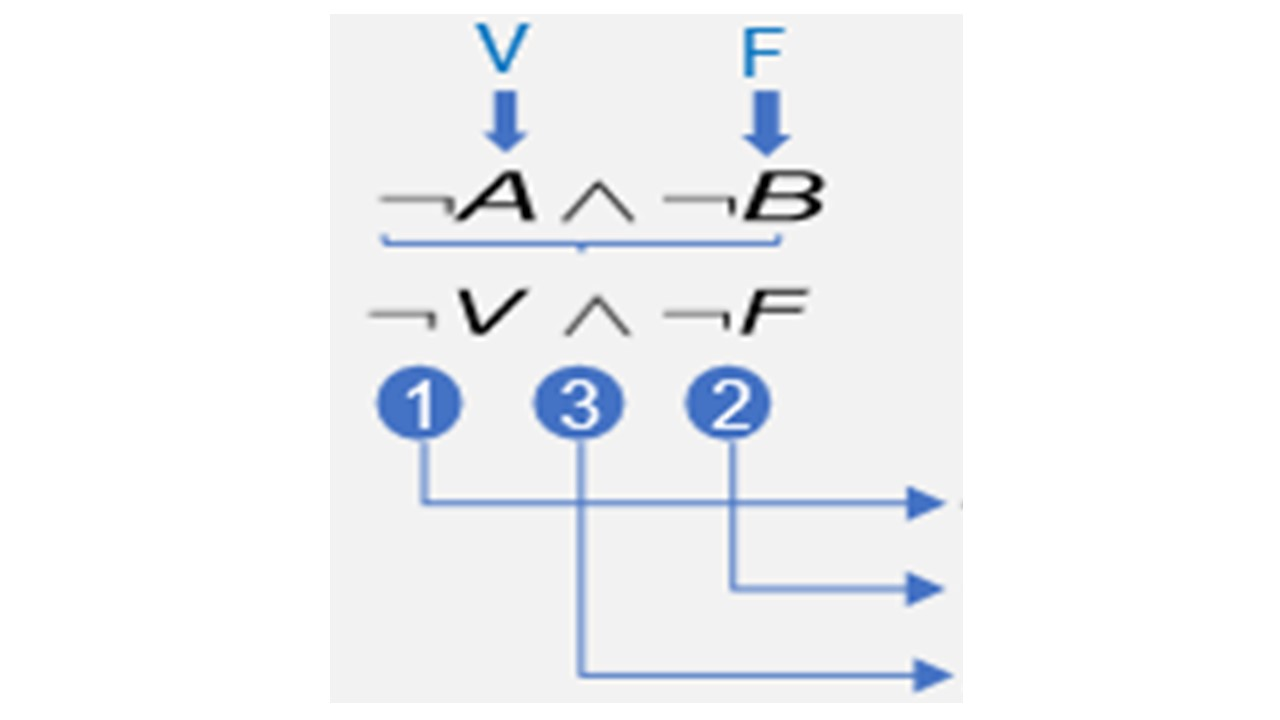 V F
¬A ∧ ¬B
¬V ∧ ¬F
1 3 2